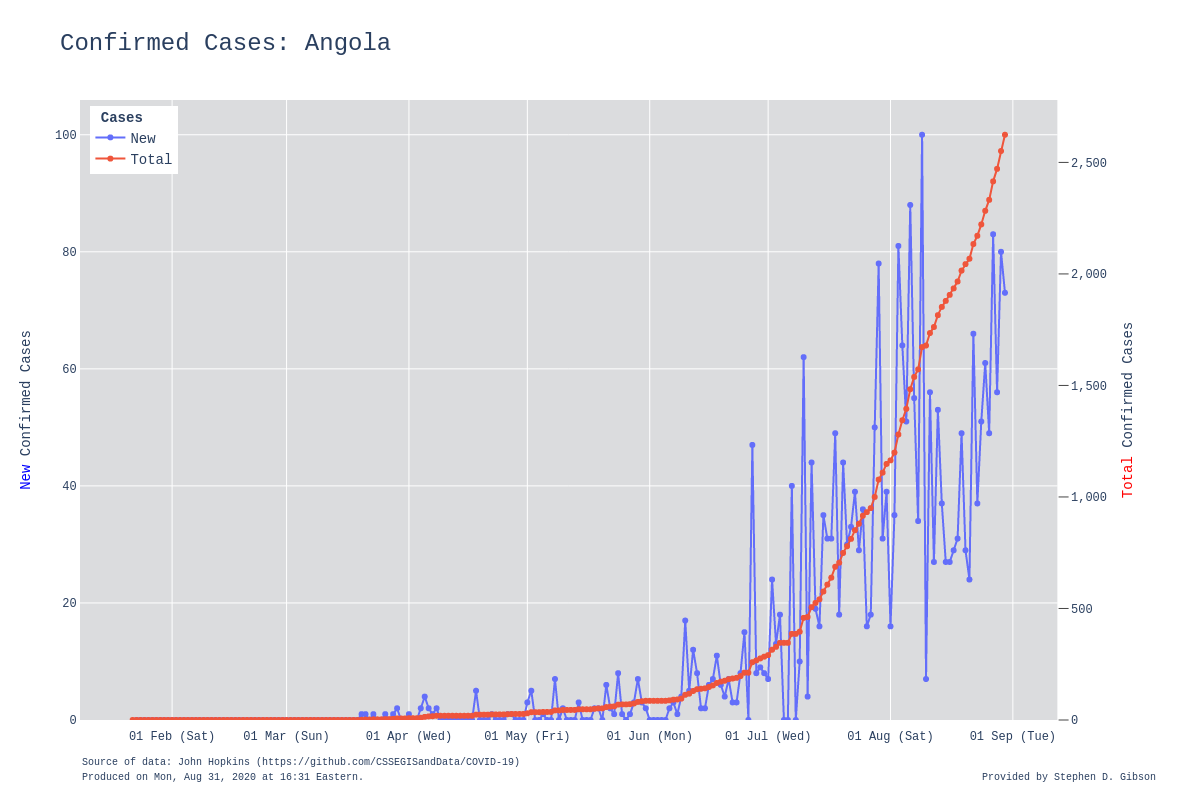 Confirmed Cases: Angola
Cases
New
Total
100
80
60
40
20
0
2,500
2,000
1,500
1,000
500
0
New Confirmed Cases
Total Confirmed Cases
01 Feb (Sat) 01 Mar (Sun) 01 Apr (Wed) 01 May (Fri) 01 Jun (Mon) 01 Jul (Wed) 01 Aug (Sat) 01 Sep (Tue)
Source of data: John Hopkins (https://github.com/CSSEGISandData/COVID-19)
Produced on Mon, Aug 31, 2020 at 16:31 Eastern.
Provided by Stephen D. Gibson